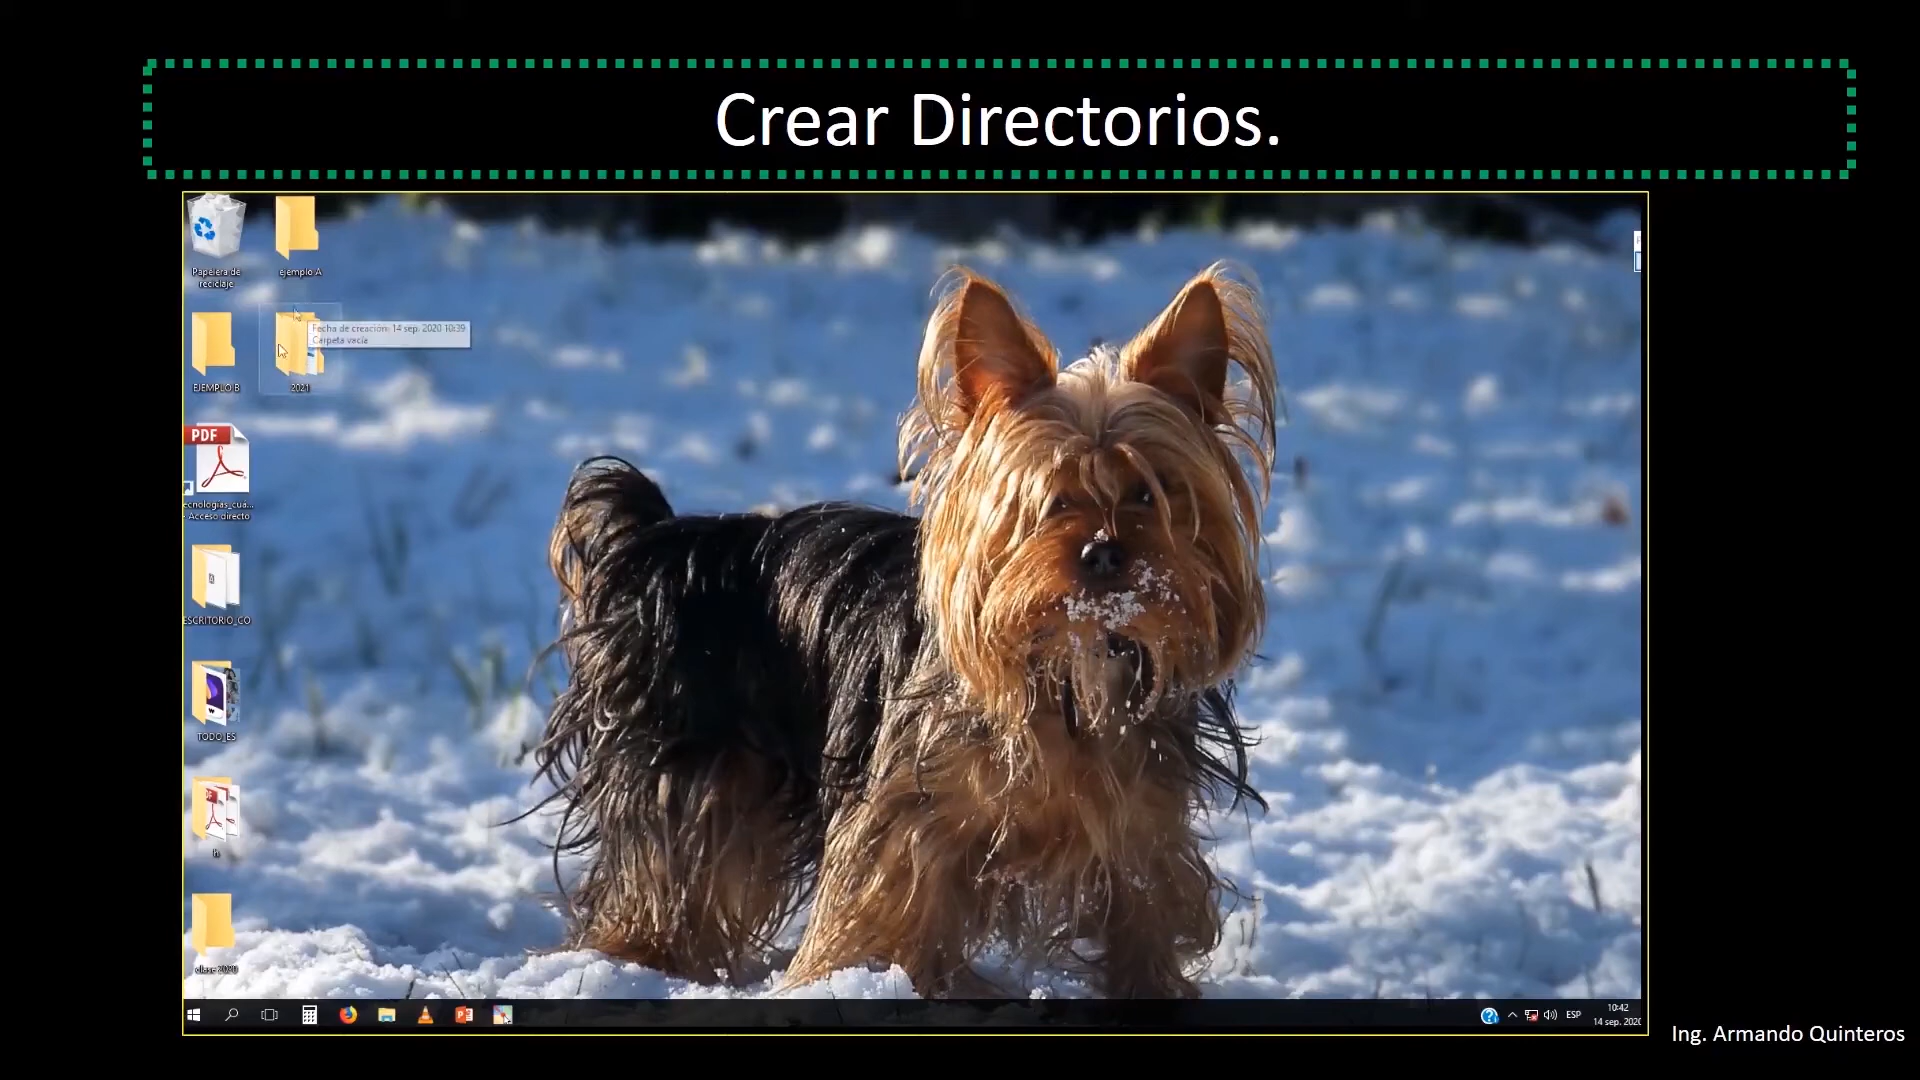 Crear Directorios.
Papelera de
reciclaje
ejemplo A
Fecha de creación: 14 sep. 2020 10:39
Carpeta vacía
EJEMPLO B
2021
PDF
ecnologias_cuá...
- Acceso directo
ESCRITORIO_CO
TODO_ES
h
clase 2020
ESP
10:42
14 sep. 2020
Ing. Armando Quinteros